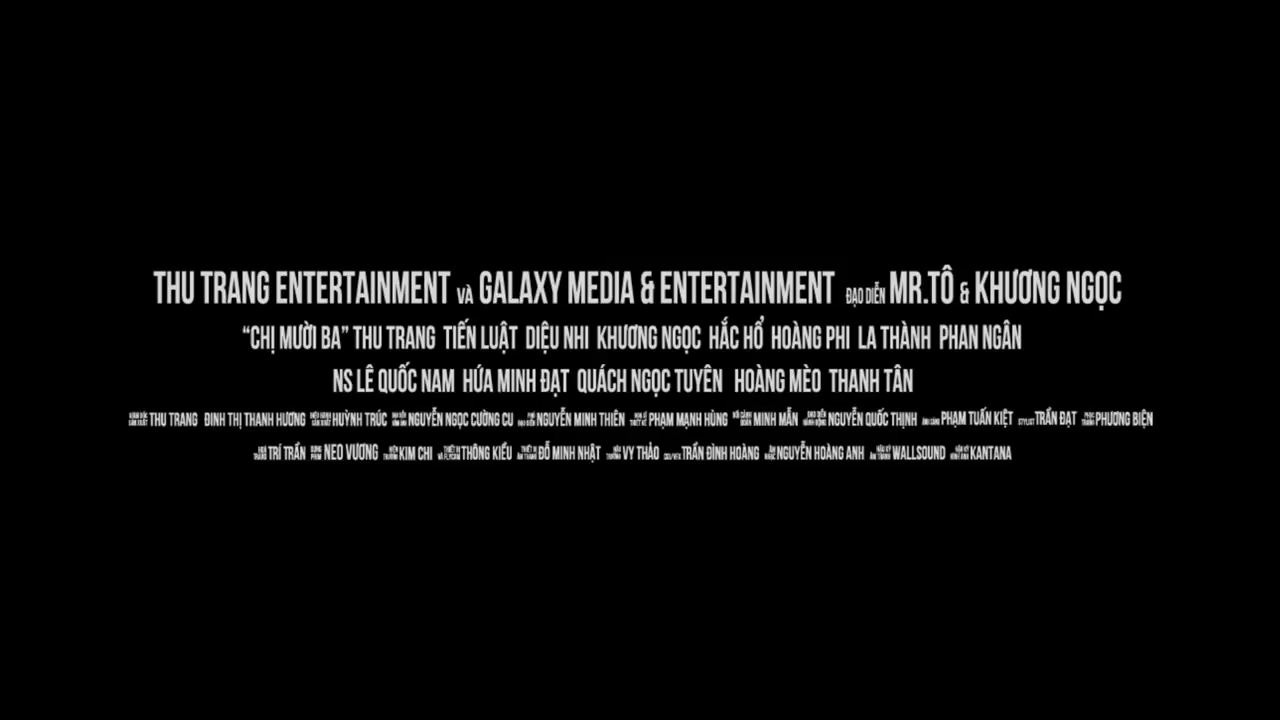 THU TRANG ENTERTAINMENT VÀ GALAXY MEDIA & ENTERTAINMENT ĐẠO DIỄN MR.TÔ & KHƯƠNG NGỌC
“CHỊ MƯỜI BA” THU TRANG TIẾN LUẬT DIỆU NHI KHƯƠNG NGỌC HẮC HỔ HOÀNG PHI LA THÀNH PHAN NGÂN
NS LÊ QUỐC NAM HỨA MINH ĐẠT QUÁCH NGỌC TUYÊN HOÀNG MÈO THANH TÂN
THU TRANG ĐINH THỊ THANH HƯƠNG HUỲNH TRÚC NGUYỄN NGỌC CƯỜNG CU NGUYỄN MINH THIÊN PHẠM MẠNH HÙNG MINH MẪN NGUYỄN QUỐC THỊNH PHẠM TUẤN KIỆT STYLIST TRẦN ĐẠT PHƯƠNG BIỆN
TRÍ TRẦN NEO VƯƠNG KIM CHI THÔNG KIỀU ĐỖ MINH NHẬT VY THẢO TRẦN ĐÌNH HOÀNG NGUYỄN HOÀNG ANH WALLSOUND KANTANA